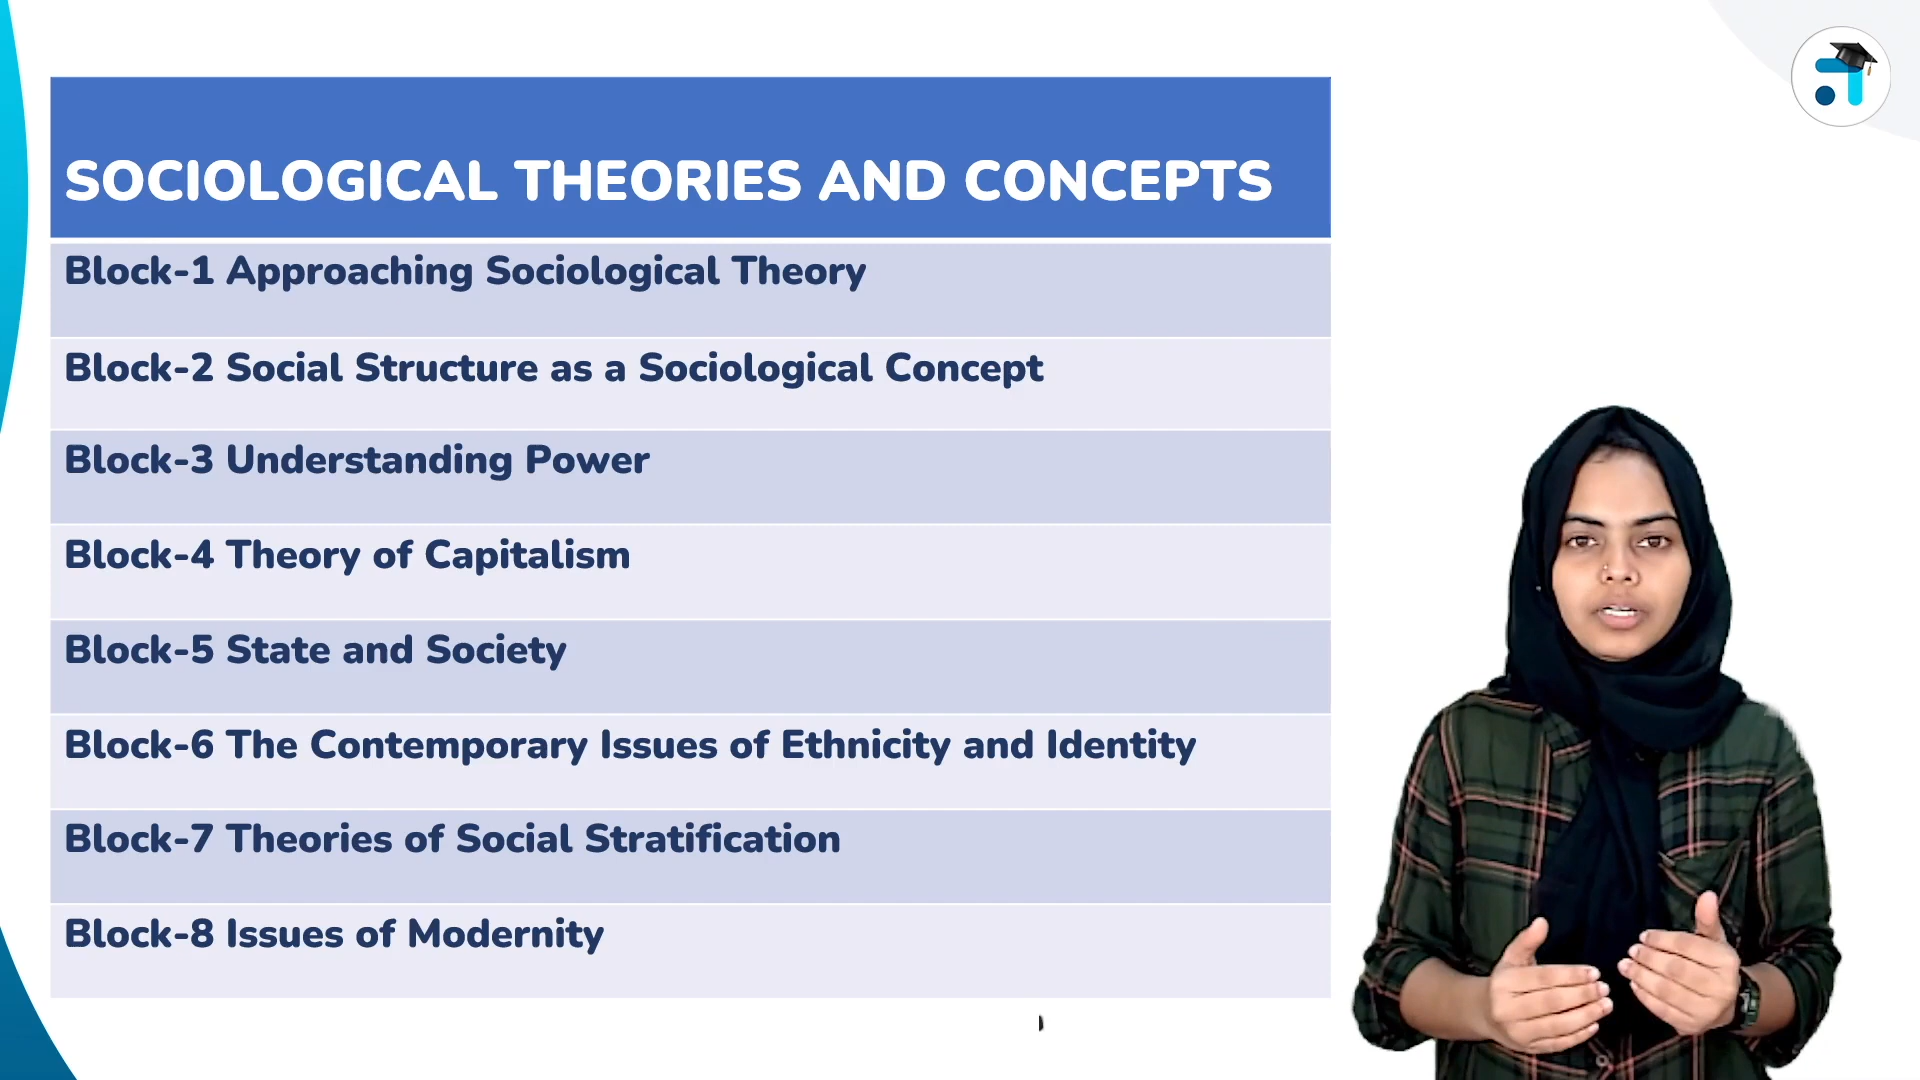 SOCIOLOGICAL THEORIES AND CONCEPTS
Block-1 Approaching Sociological Theory
Block-2 Social Structure as a Sociological Concept
Block-3 Understanding Power
Block-4 Theory of Capitalism
Block-5 State and Society
Block-6 The Contemporary Issues of Ethnicity and Identity
Block-7 Theories of Social Stratification
Block-8 Issues of Modernity